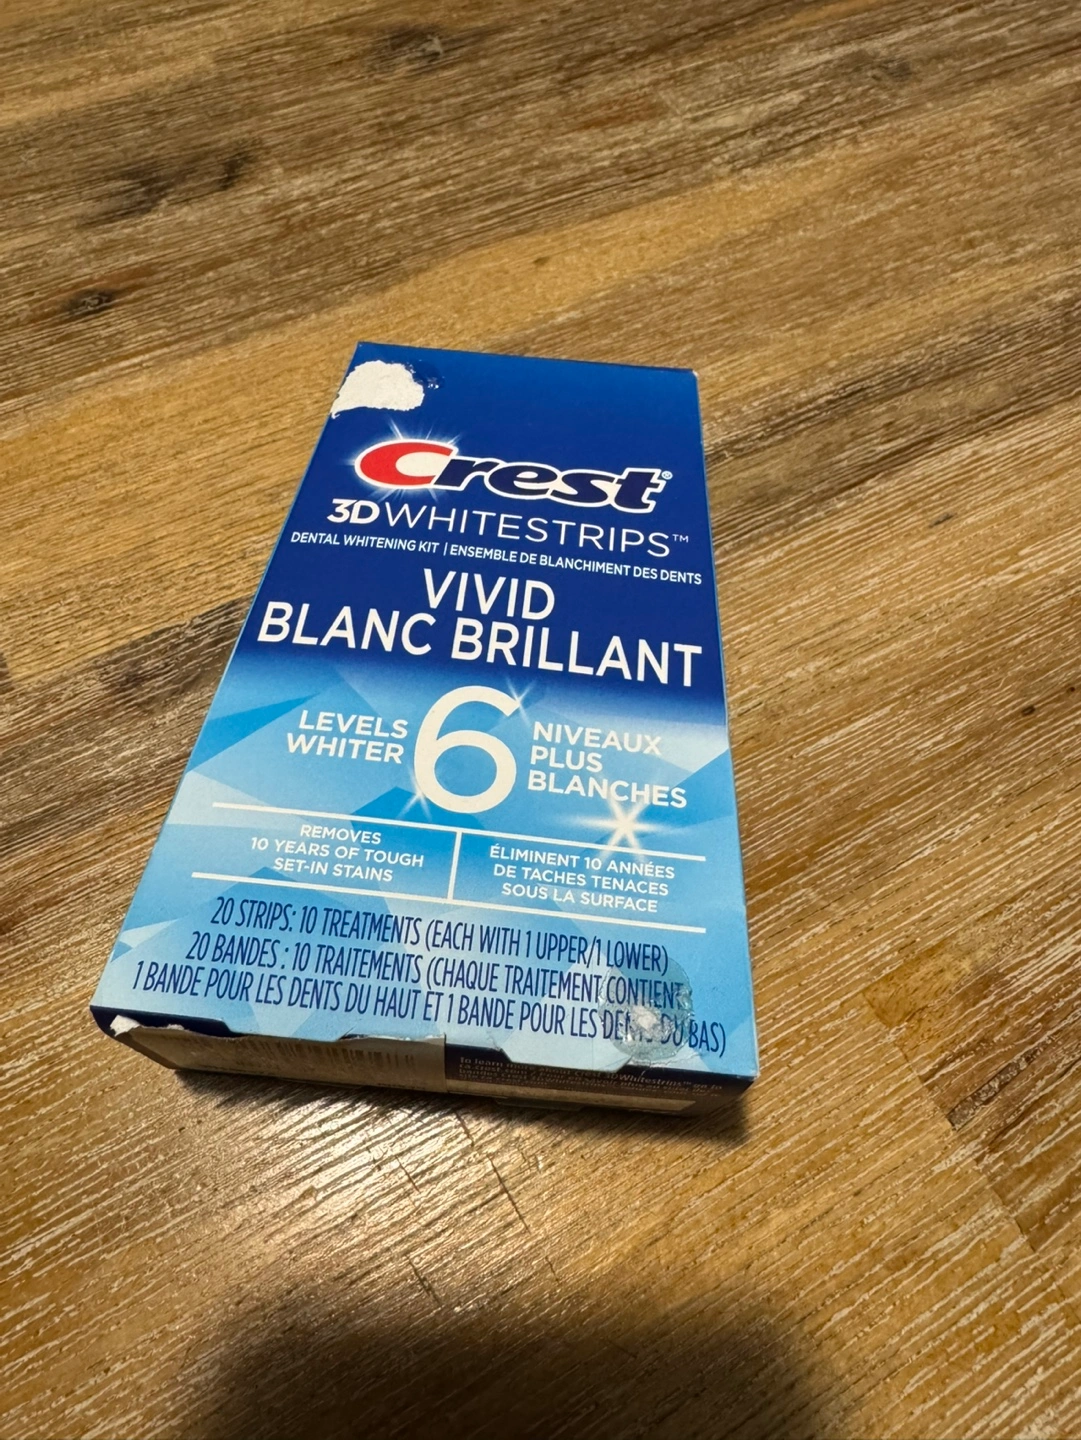 Crest®
3DWHITESTRIPS™
DENTAL WHITENING KIT | ENSEMBLE DE BLANCHIMENT DES DENTS
VIVID
BLANC BRILLANT
LEVELS
WHITER
6
NIVEAUX
PLUS
BLANCHES
REMOVES
10 YEARS OF TOUGH
SET-IN STAINS
ÉLIMINENT 10 ANNÉES
DE TACHES TENACES
SOUS LA SURFACE
20 STRIPS: 10 TREATMENTS (EACH WITH 1 UPPER/1 LOWER)
20 BANDES : 10 TRAITEMENTS (CHAQUE TRAITEMENT CONTIENT
1 BANDE POUR LES DENTS DU HAUT ET 1 BANDE POUR LES DENTS DU BAS)